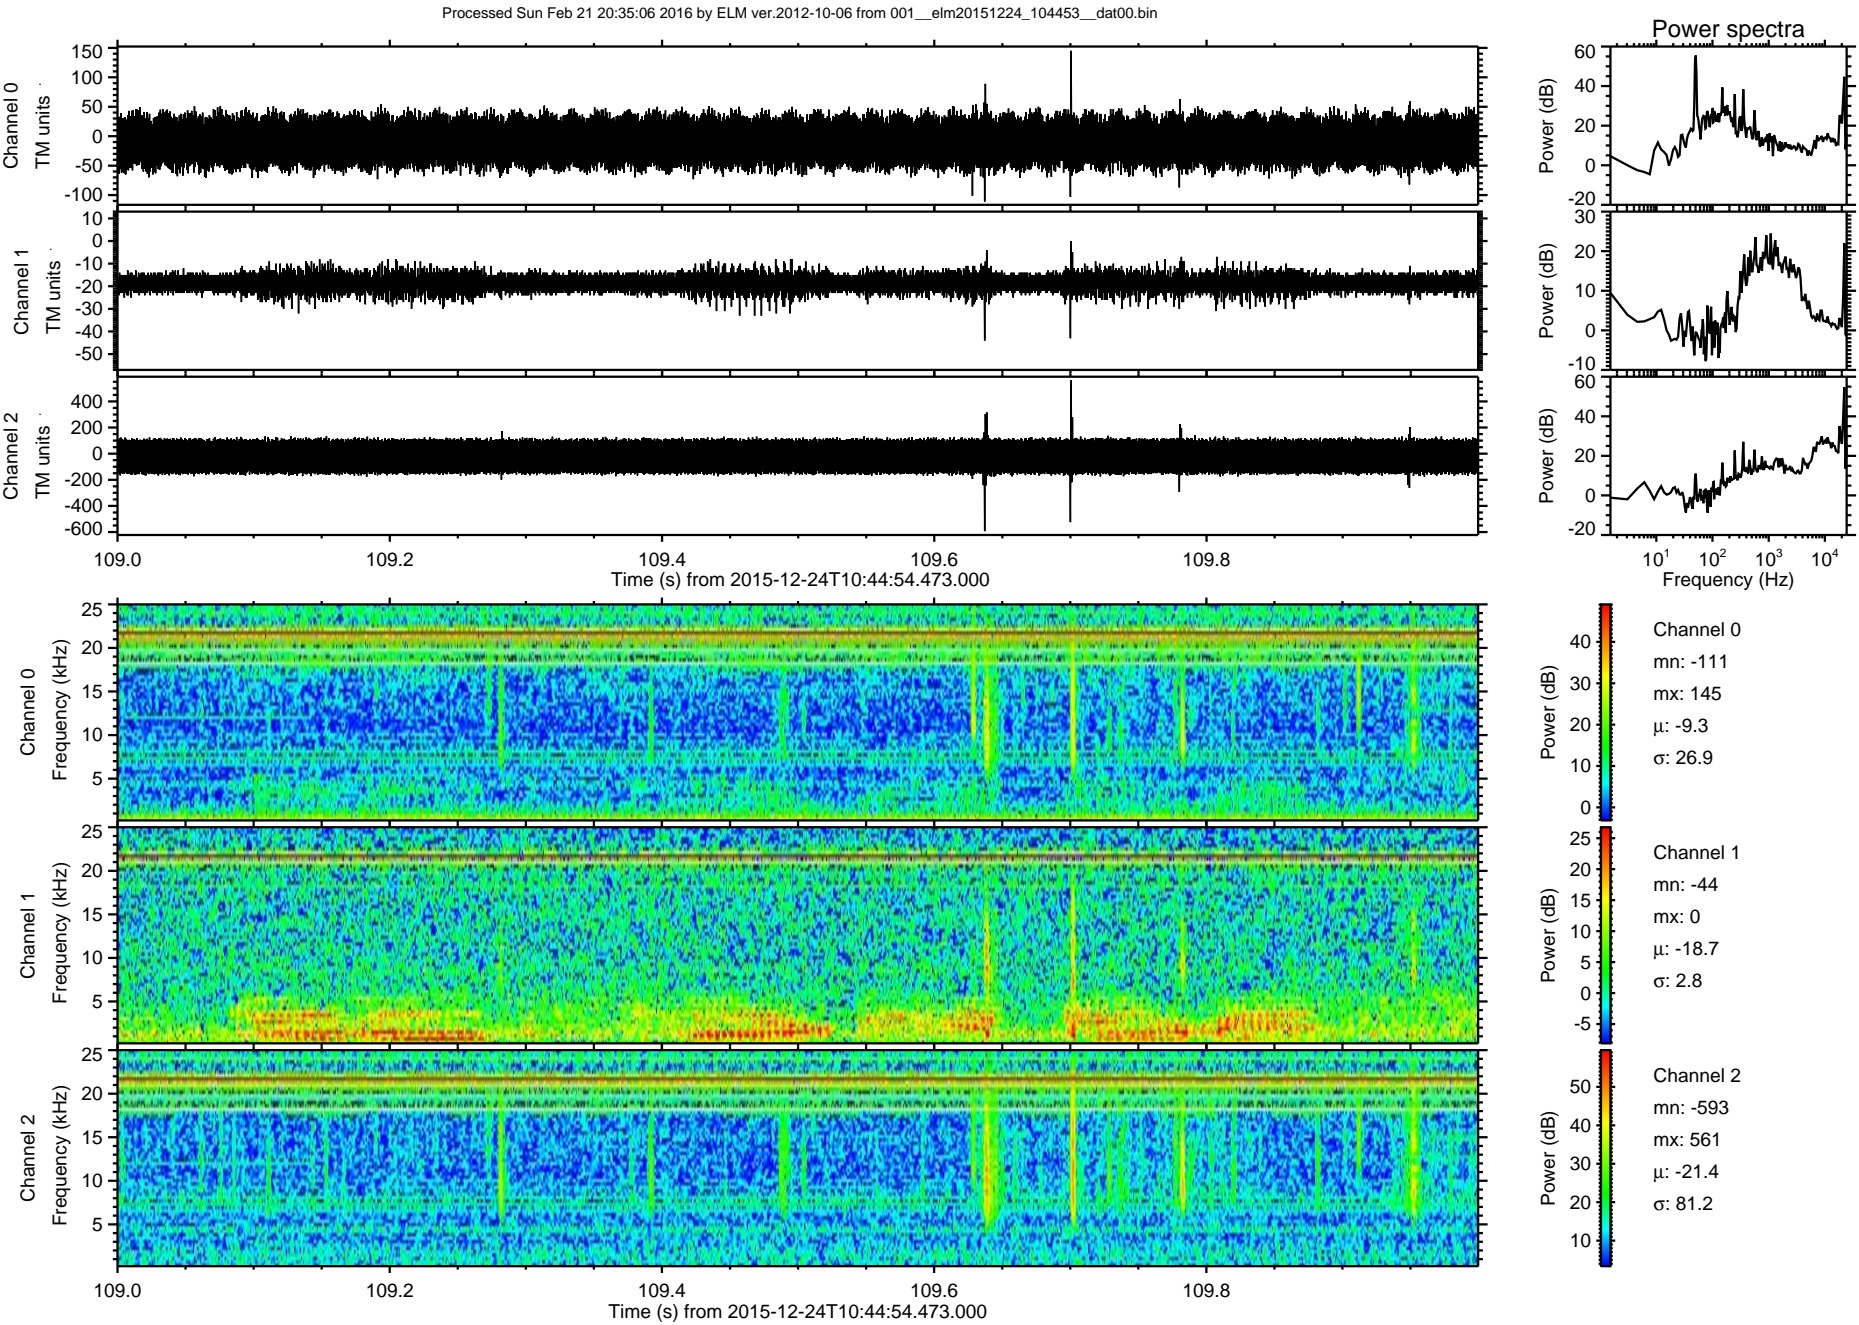 Processed Sun Feb 21 20:35:06 2016 by ELM ver.2012-10-06 from 001__elm20151224_104453__dat00.bin
Power spectra
Channel 0
TM units
150
100
50
0
-50
-100
Power (dB)
60
40
20
0
-20
Channel 1
TM units
10
0
-10
-20
-30
-40
-50
Power (dB)
30
20
10
0
-10
Channel 2
TM units
400
200
0
-200
-400
-600
Power (dB)
60
40
20
0
-20
109.0 109.2 109.4 109.6 109.8
Time (s) from 2015-12-24T10:44:54.473.000
10¹ 10² 10³ 10⁴
Frequency (Hz)
Channel 0
Frequency (kHz)
25
20
15
10
5
Power (dB)
40
30
20
10
0
Channel 0
mn: -111
mx: 145
μ: -9.3
σ: 26.9
Channel 1
Frequency (kHz)
25
20
15
10
5
Power (dB)
25
20
15
10
5
0
-5
Channel 1
mn: -44
mx: 0
μ: -18.7
σ: 2.8
Channel 2
Frequency (kHz)
25
20
15
10
5
Power (dB)
50
40
30
20
10
Channel 2
mn: -593
mx: 561
μ: -21.4
σ: 81.2
109.0 109.2 109.4 109.6 109.8
Time (s) from 2015-12-24T10:44:54.473.000